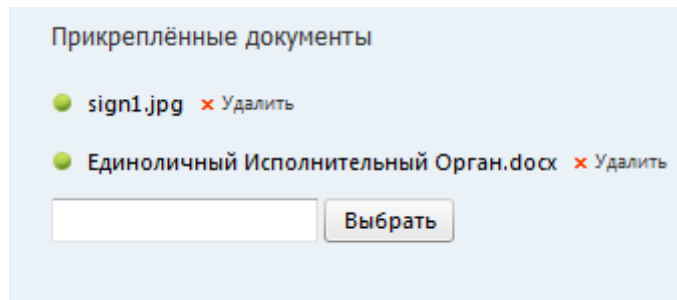 Прикреплённые документы
sign1.jpg × Удалить
Единоличный Исполнительный Орган.docx × Удалить
Выбрать